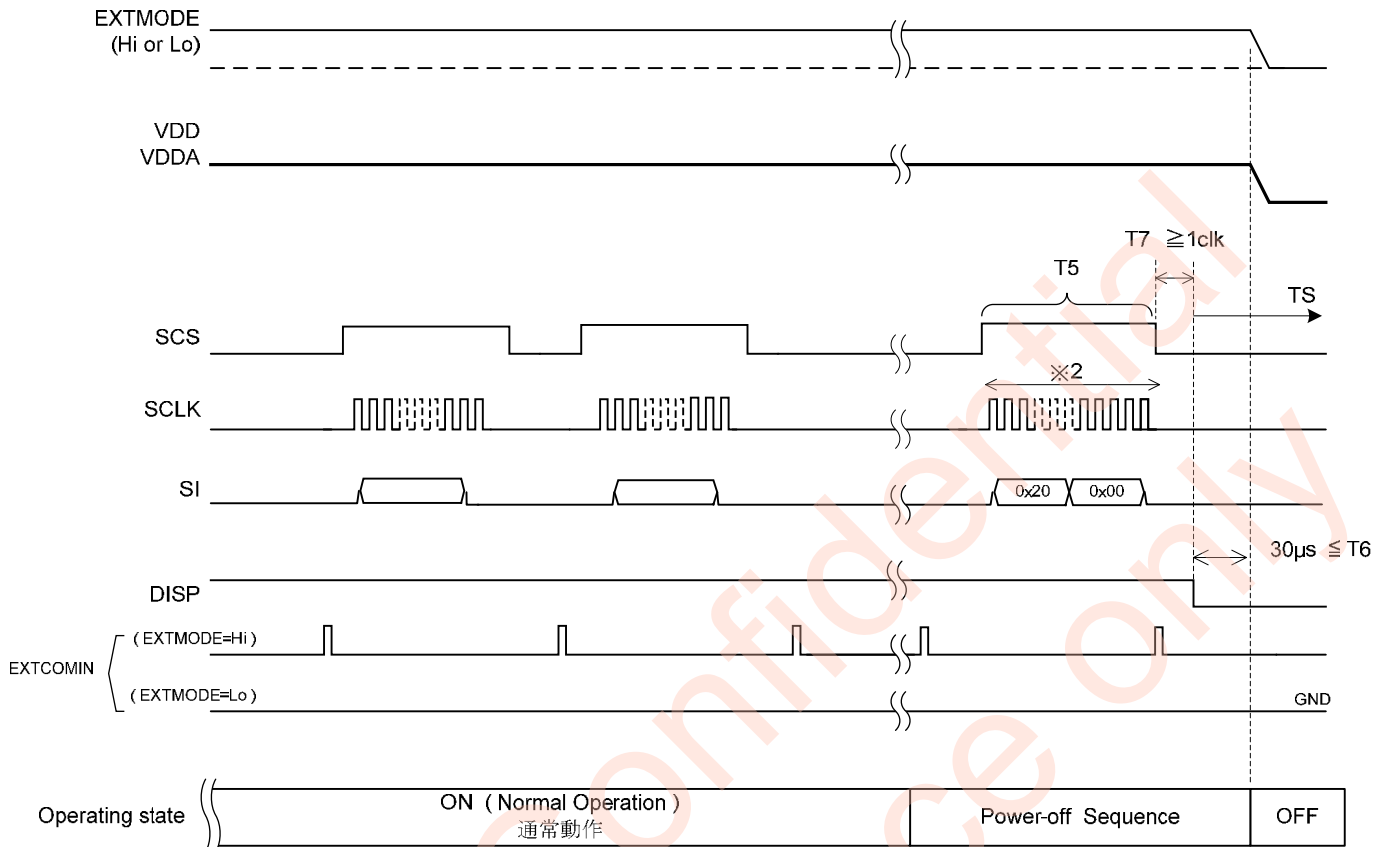 EXTMODE
(Hi or Lo)
VDD
VDDA
T7 ≧1clk
T5
TS
SCS
※2
SCLK
SI
0x20
0x00
30µs ≦ T6
DISP
( EXTMODE=Hi )
EXTCOMIN
( EXTMODE=Lo )
GND
Operating state
ON ( Normal Operation )
通常動作
Power-off Sequence
OFF
Confidential
ce only